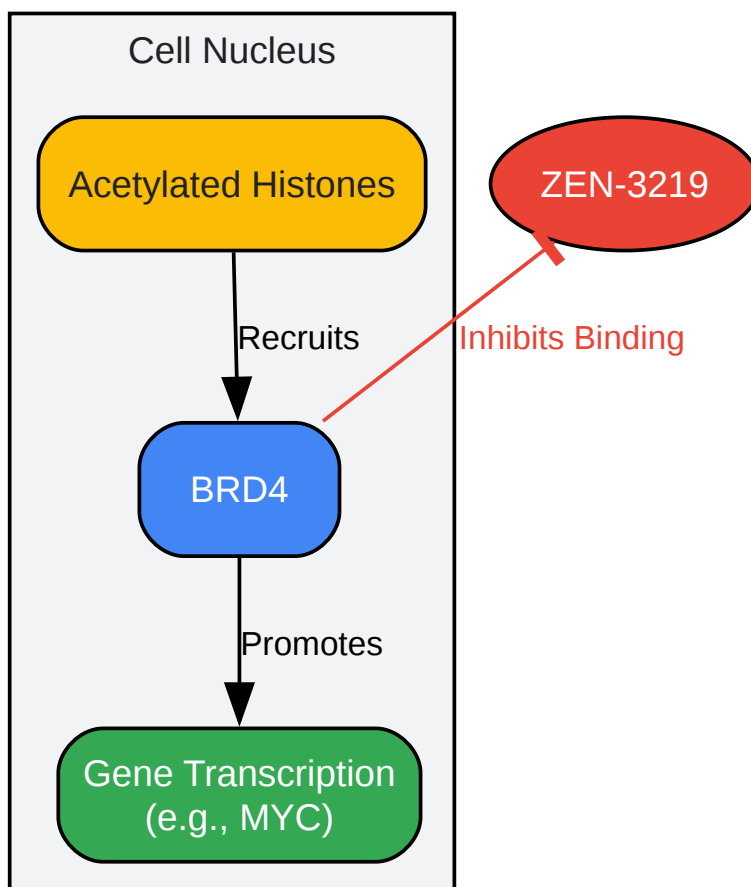 Cell Nucleus
Acetylated Histones
ZEN-3219
Recruits
Inhibits Binding
BRD4
Promotes
Gene Transcription
(e.g., MYC)